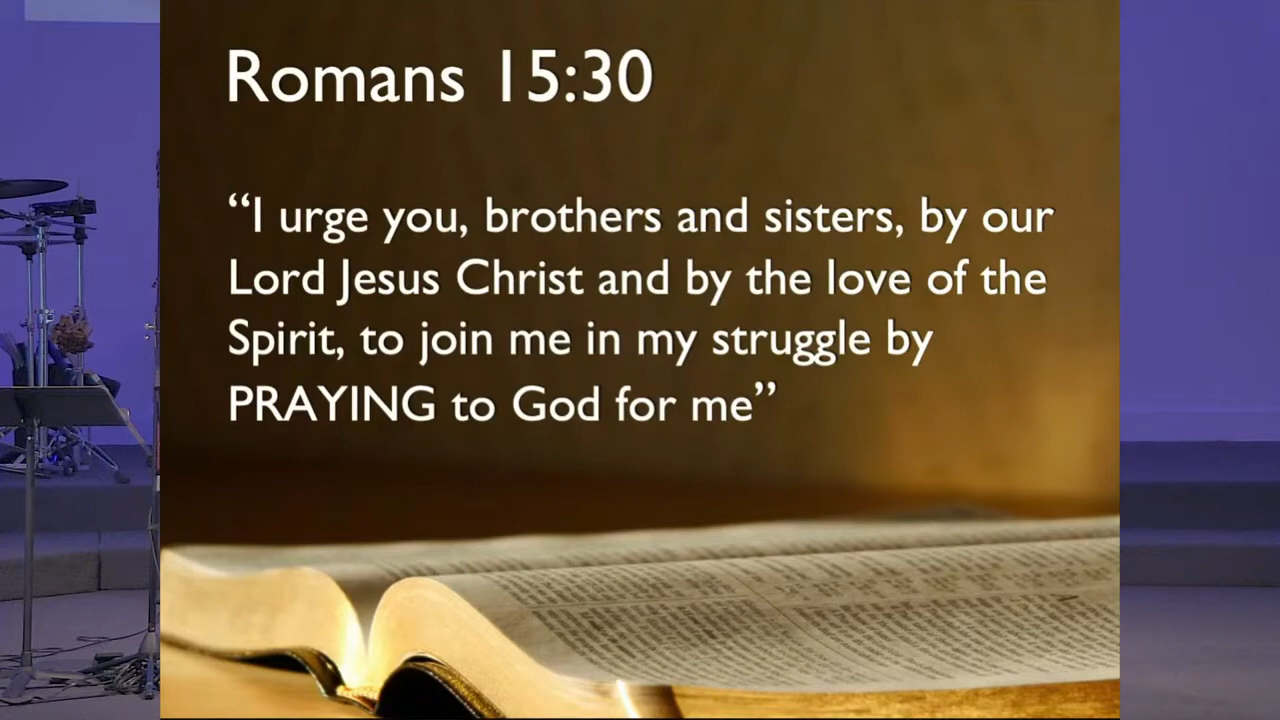 Romans 15:30
“I urge you, brothers and sisters, by our
Lord Jesus Christ and by the love of the
Spirit, to join me in my struggle by
PRAYING to God for me”